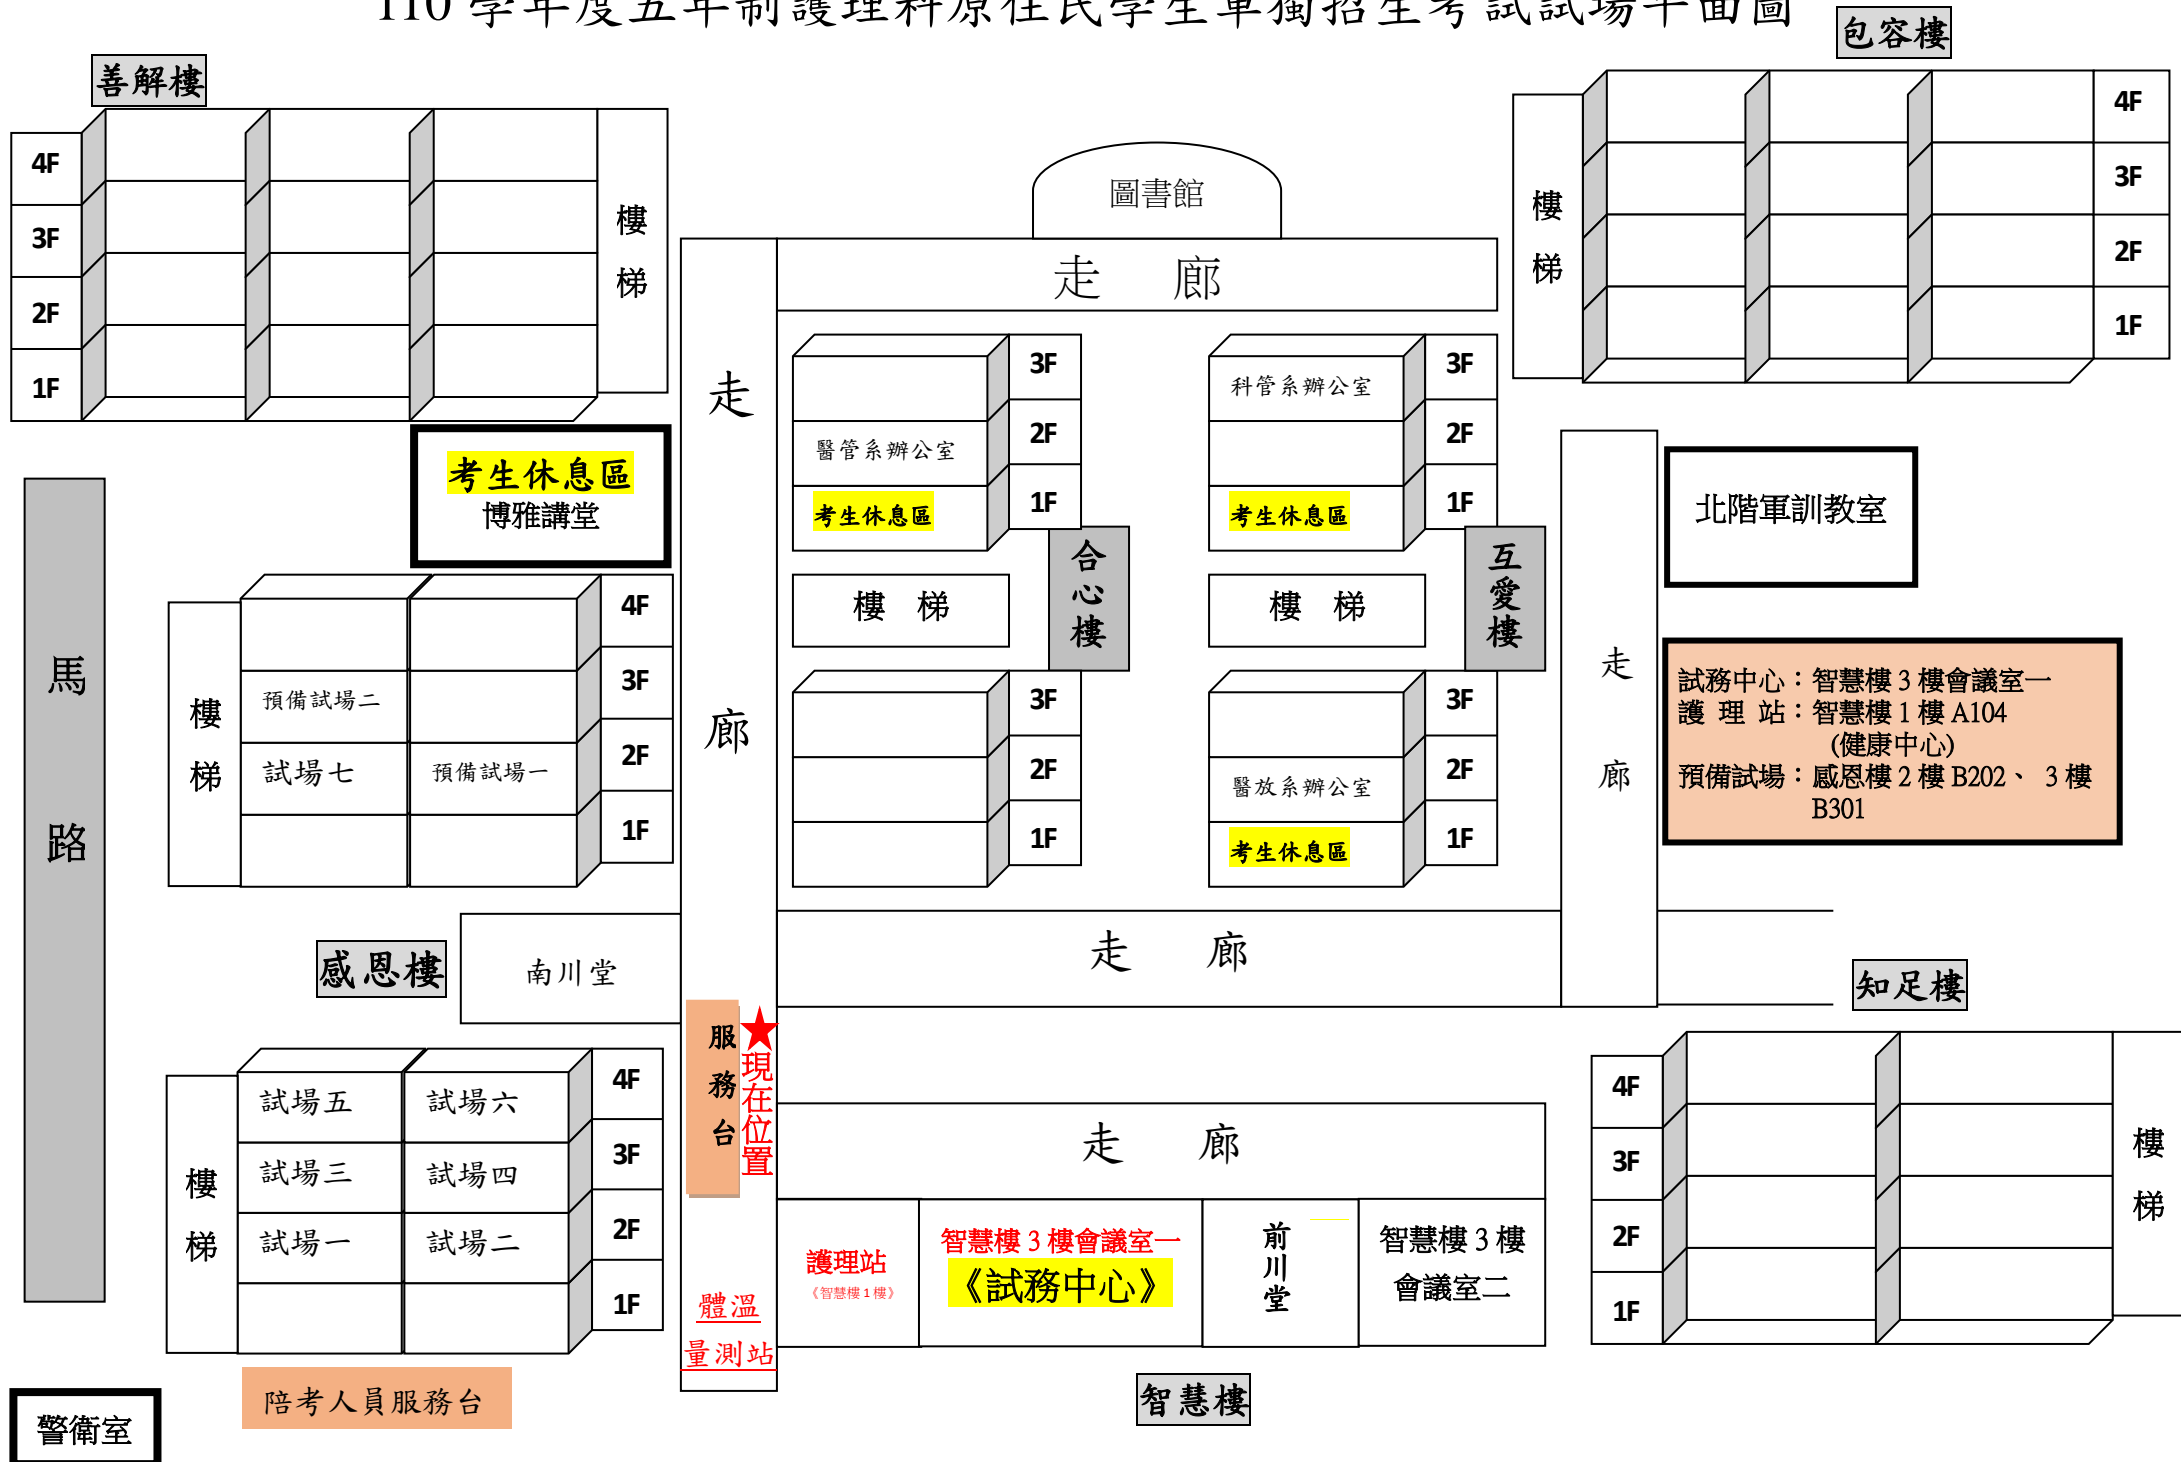 110 學年度五年制護理科原住民學生單獨招生考試試場平面圖
包容樓
善解樓
4F
3F
2F
1F
樓梯
圖書館
走廊
樓梯
4F
3F
2F
1F
走廊
考生休息區
博雅講堂
醫管系辦公室
考生休息區
3F
2F
1F
科管系辦公室
考生休息區
3F
2F
1F
合心樓
樓梯
互愛樓
樓梯
走廊
北階軍訓教室
試務中心：智慧樓 3 樓會議室一
護 理 站：智慧樓 1 樓 A104
(健康中心)
預備試場：感恩樓 2 樓 B202、 3 樓
B301
馬路
樓梯
預備試場二
試場七
預備試場一
4F
3F
2F
1F
3F
2F
1F
醫放系辦公室
考生休息區
3F
2F
1F
感恩樓
南川堂
走廊
知足樓
服務台
★現在位置
樓梯
試場五
試場六
試場三
試場四
試場一
試場二
4F
3F
2F
1F
走廊
護理站
《智慧樓 1 樓》
智慧樓 3 樓會議室一
《試務中心》
前川堂
智慧樓 3 樓
會議室二
體溫
量測站
4F
3F
2F
1F
樓梯
智慧樓
陪考人員服務台
警衛室